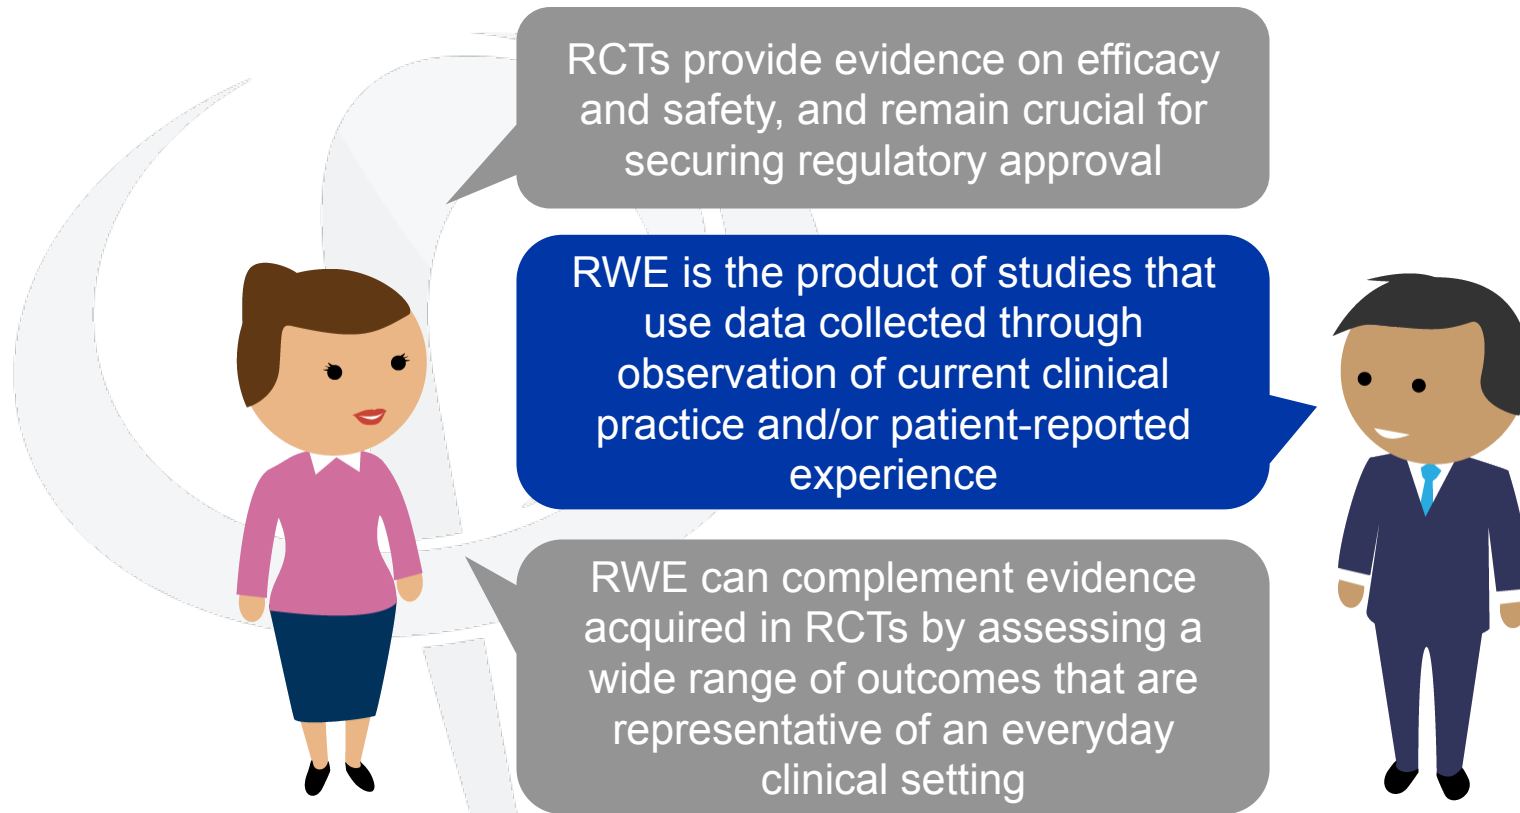 RCTs provide evidence on efficacy
and safety, and remain crucial for
securing regulatory approval
RWE is the product of studies that
use data collected through
observation of current clinical
practice and/or patient-reported
experience
RWE can complement evidence
acquired in RCTs by assessing a
wide range of outcomes that are
representative of an everyday
clinical setting